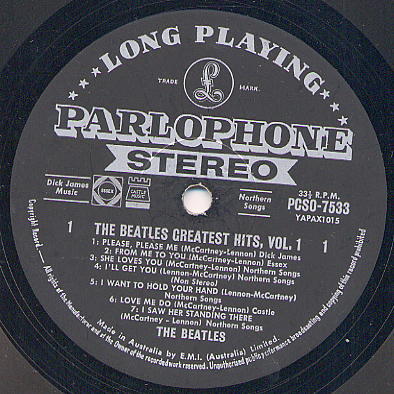 LONG PLAYING
TRADE MARK.
£
PARLOPHONE
STEREO
Dick James
Music
ESSEX
CASTLE
MUSIC
Northern
Songs
33⅓ R.P.M.
PCSO-7533
YAPAX1015
1 THE BEATLES GREATEST HITS, VOL. 1 1
1: PLEASE, PLEASE ME (McCartney-Lennon) Dick James
2: FROM ME TO YOU (McCartney-Lennon) Essex
3: SHE LOVES YOU (McCartney-Lennon) Northern Songs
4: I'LL GET YOU (Lennon-McCartney) Northern Songs
(Non Stereo)
5: I WANT TO HOLD YOUR HAND (Lennon-McCartney)
Northern Songs
6: LOVE ME DO (McCartney-Lennon) Castle
7: I SAW HER STANDING THERE
(McCartney - Lennon) Northern Songs
THE BEATLES
Made in Australia by E.M.I. (Australia) Limited.
Copyright Record — All rights of the Manufacturer and of the Owner of the recorded work reserved. Unauthorised public performance broadcasting and copying of this record prohibited